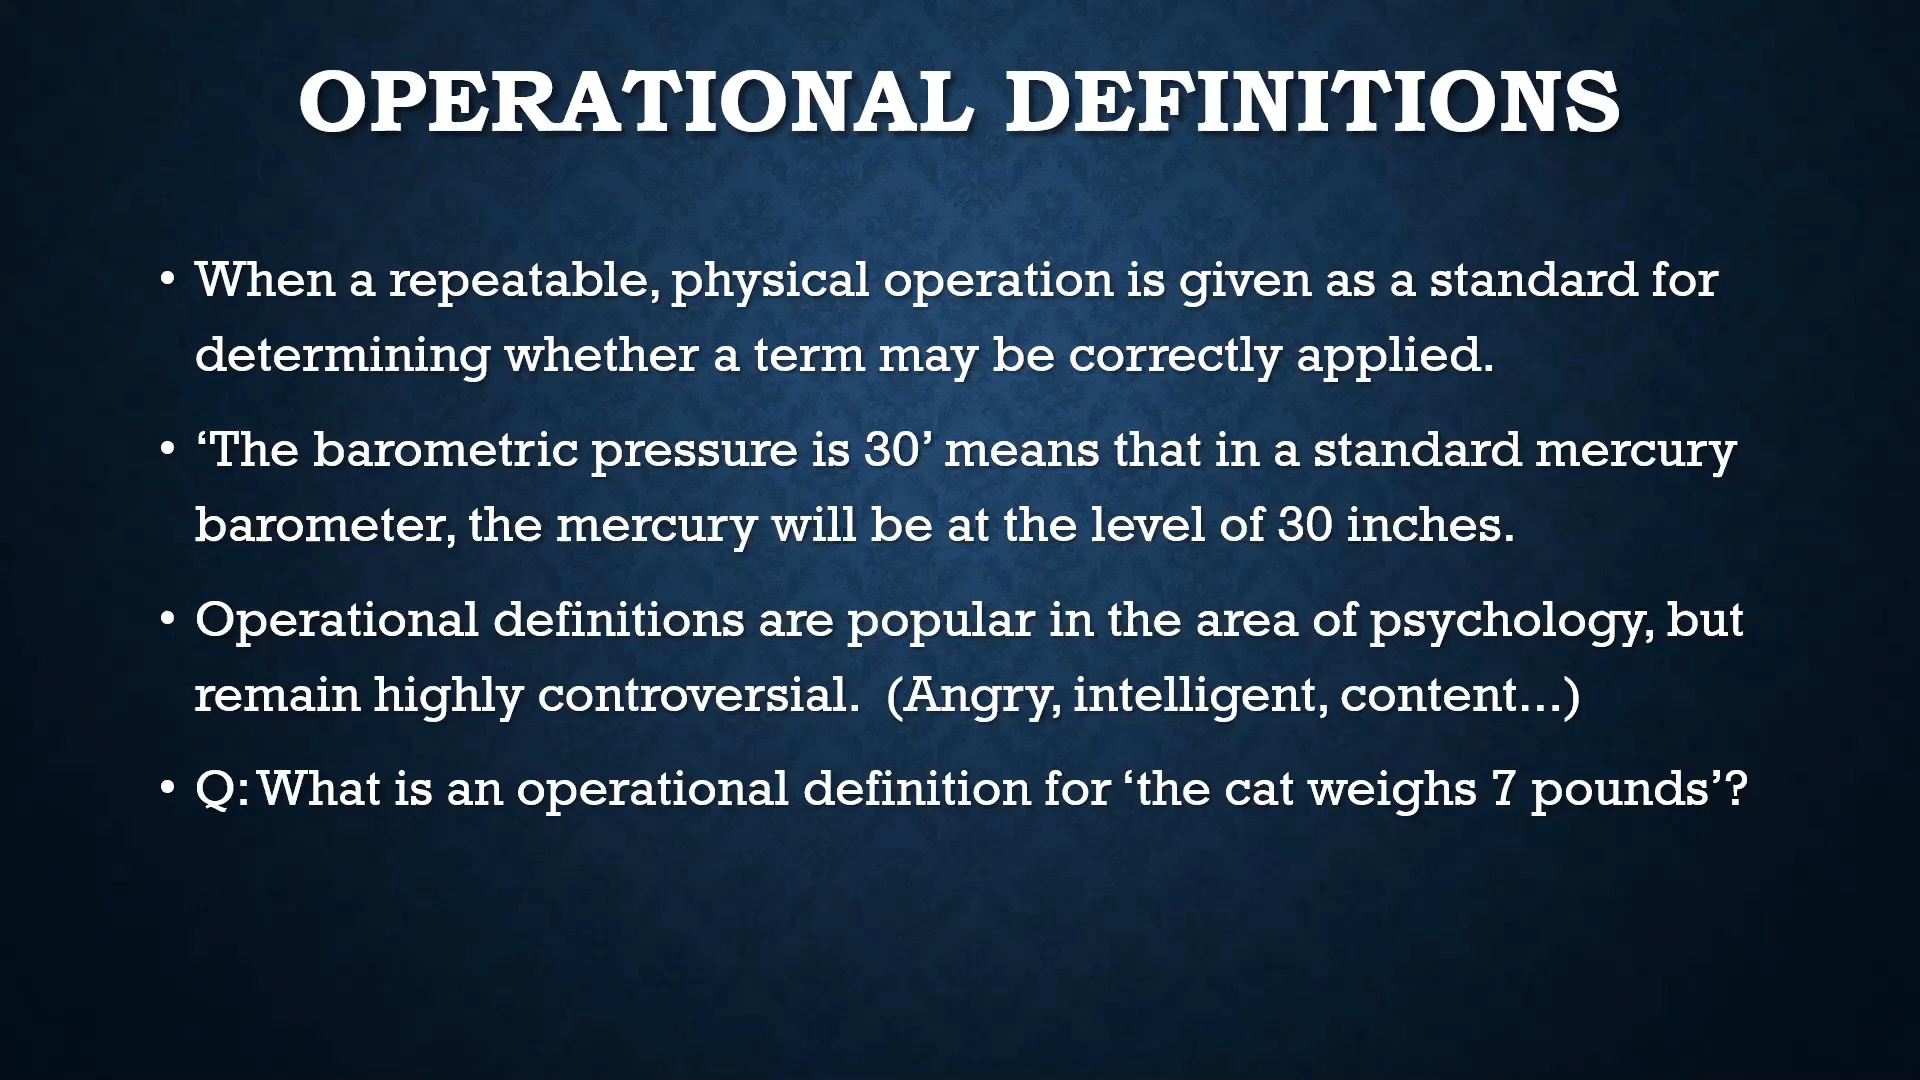 OPERATIONAL DEFINITIONS
• When a repeatable, physical operation is given as a standard for
determining whether a term may be correctly applied.
• ‘The barometric pressure is 30’ means that in a standard mercury
barometer, the mercury will be at the level of 30 inches.
• Operational definitions are popular in the area of psychology, but
remain highly controversial.  (Angry, intelligent, content…)
• Q: What is an operational definition for ‘the cat weighs 7 pounds’?